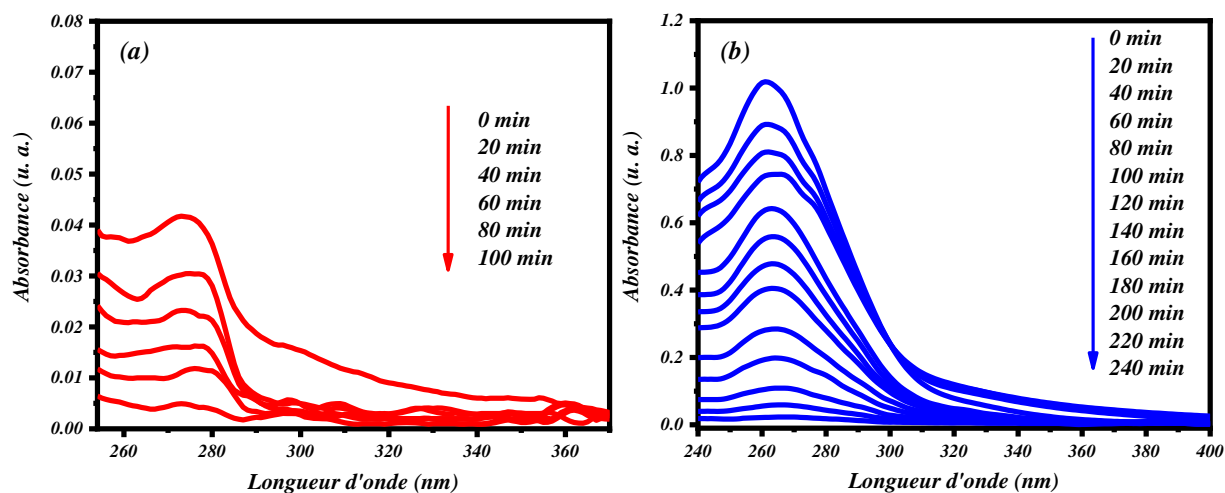 (a)
0.08
0.07
0.06
0.05
0.04
0.03
0.02
0.01
0.00
Absorbance (u. a.)
0 min
20 min
40 min
60 min
80 min
100 min
260 280 300 320 340 360
Longueur d'onde (nm)
(b)
1.2
1.0
0.8
0.6
0.4
0.2
0.0
Absorbance (u. a.)
0 min
20 min
40 min
60 min
80 min
100 min
120 min
140 min
160 min
180 min
200 min
220 min
240 min
240 260 280 300 320 340 360 380 400
Longueur d'onde (nm)